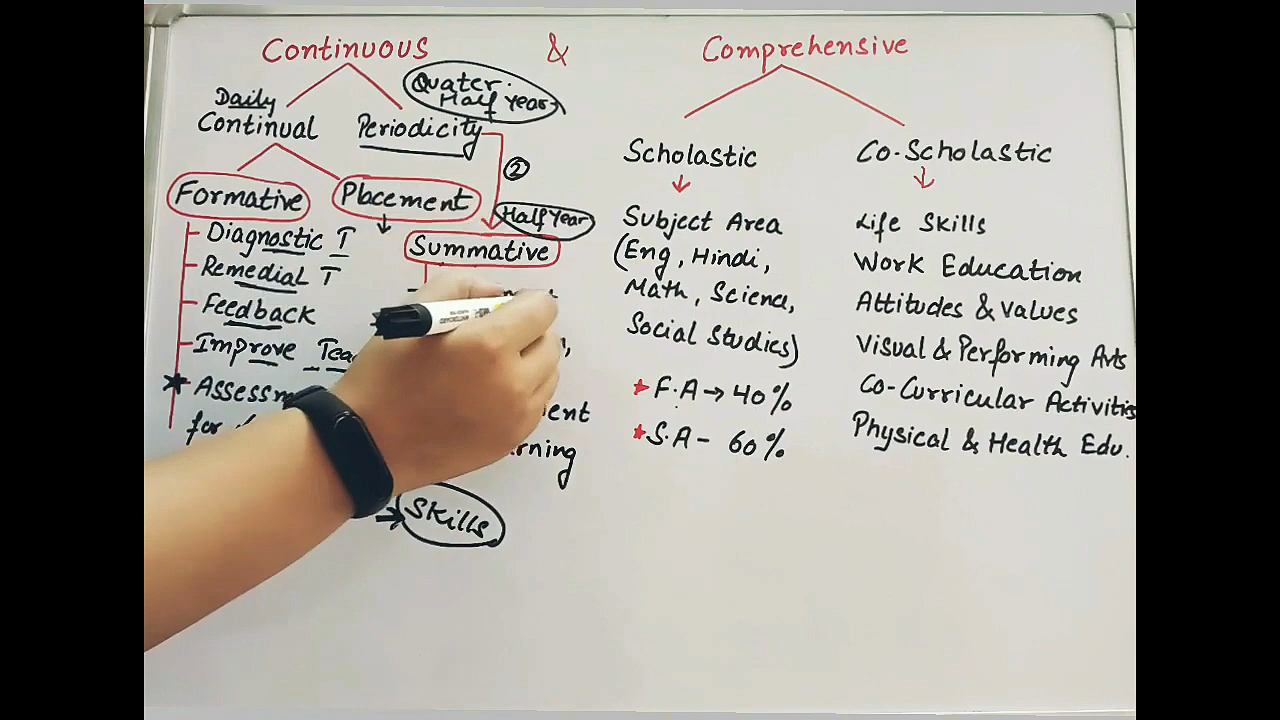 Continuous & Comprehensive
Quater.
Half Year
Daily
Continual
Periodicity
②
Formative
Placement
Half Year
Summative
Diagnostic T
Remedial T
Feedback
Improve
for
Skills
Scholastic
Subject Area
(Eng, Hindi,
Math, Science,
Social Studies)
* F.A → 40%
* S.A - 60%
Co-Scholastic
Life Skills
Work Education
Attitudes & Values
Visual & Performing Arts
Co-Curricular Activities
Physical & Health Edu.